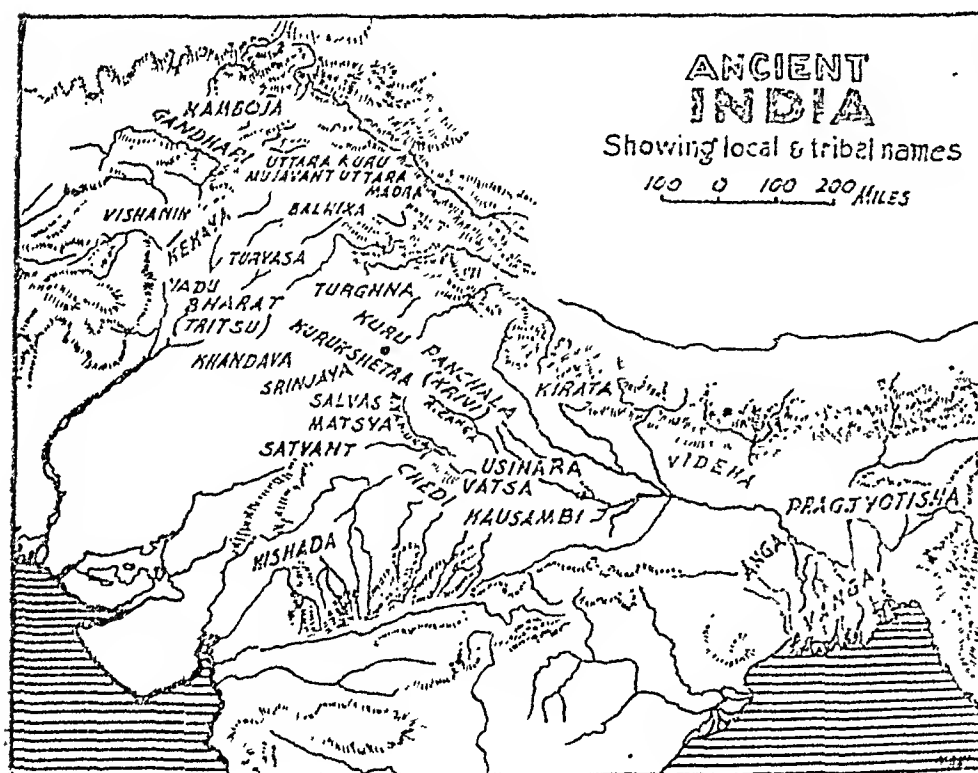 ANCIENT
INDIA
Showing local & tribal names
100 0 100 200 MILES
KAMBOJA
GANDHARI
UTTARA KURU
MUJAVANT UTTARA
MADRA
VISHANIN
BALHIKA
KEKAYA
TURVASA
YADU
TURGHNA
BHARAT
(TRITSU)
KURU
KURUKSHETRA
KHANDAVA
PANCHALA
(KRIVI)
SRINJAYA
KIRATA
SALVAS
MATSYA
SATVANT
VIDEHA
USINARA
CHEDI
VATSA
PRAGJYOTISHA
KAUSAMBI
NISHADA
ANGA